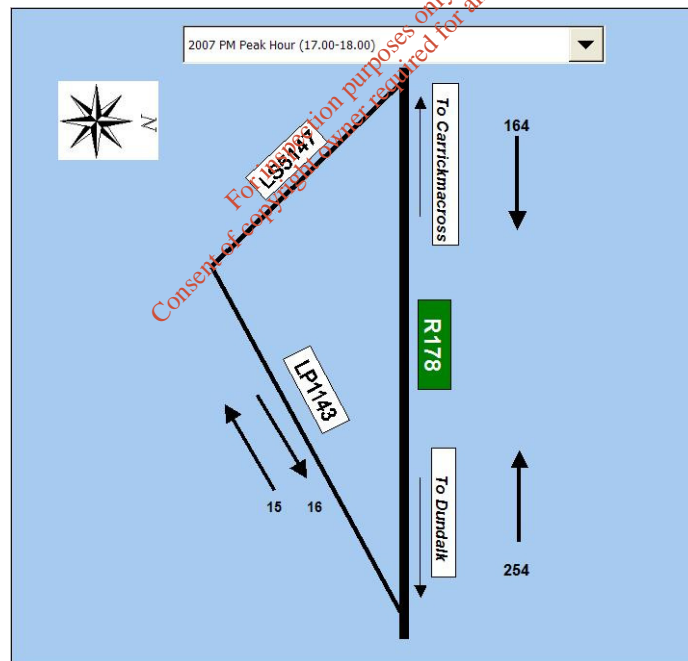 2007 PM Peak Hour (17.00-18.00)
For inspection purposes only
Consent of copyright owner required for
N
LS5147
To Carrickmacross
164
R178
LP1143
To Dundalk
15 16
254